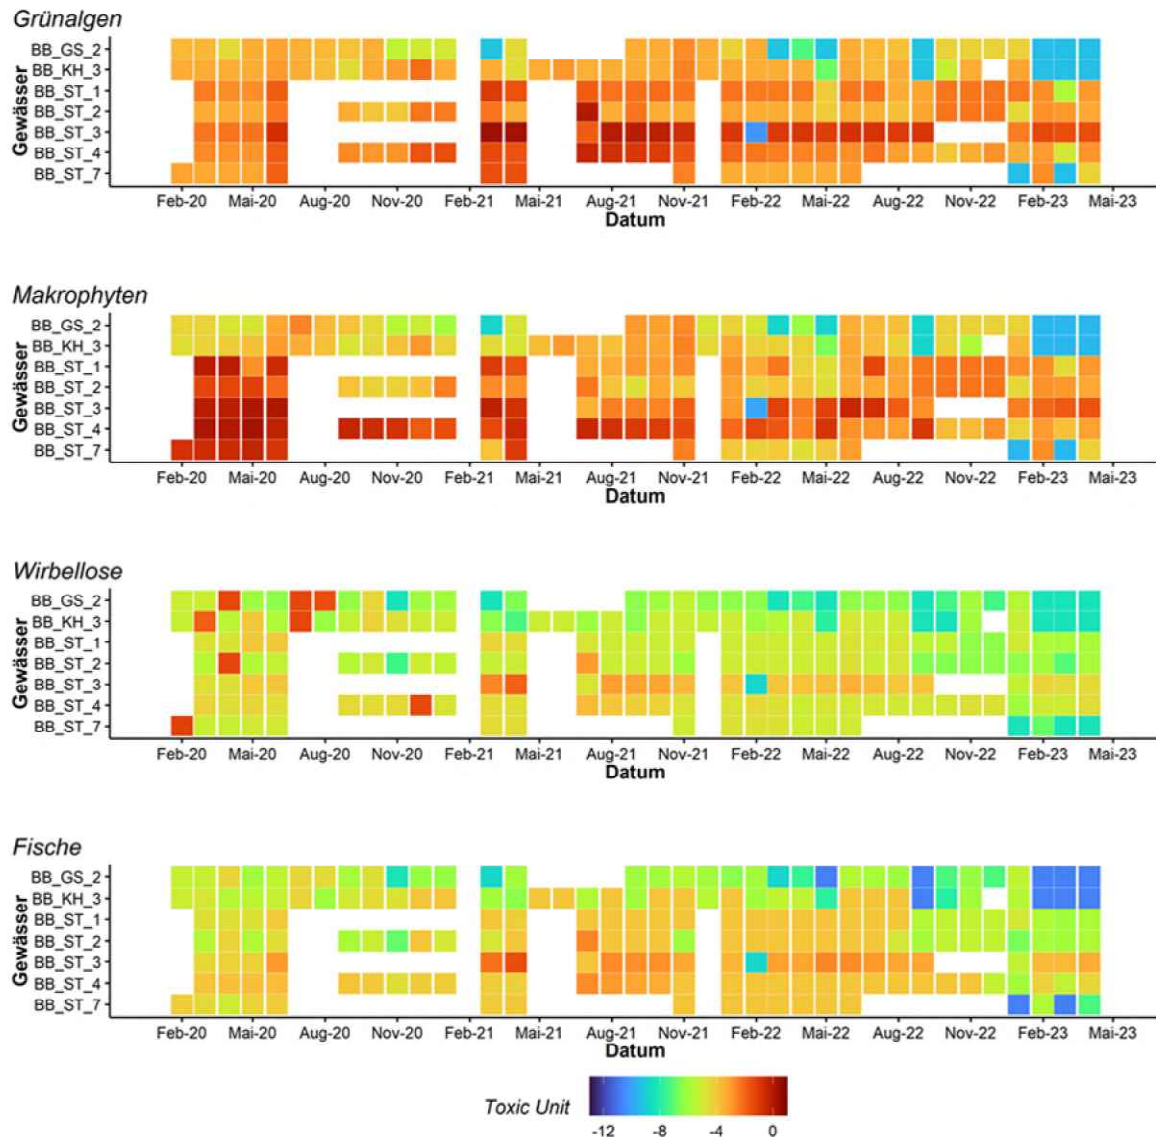 Grünalgen
Gewässer
BB_GS_2
BB_KH_3
BB_ST_1
BB_ST_2
BB_ST_3
BB_ST_4
BB_ST_7
Feb-20 Mai-20 Aug-20 Nov-20 Feb-21 Mai-21 Aug-21 Nov-21 Feb-22 Mai-22 Aug-22 Nov-22 Feb-23 Mai-23
Datum
Makrophyten
Gewässer
BB_GS_2
BB_KH_3
BB_ST_1
BB_ST_2
BB_ST_3
BB_ST_4
BB_ST_7
Feb-20 Mai-20 Aug-20 Nov-20 Feb-21 Mai-21 Aug-21 Nov-21 Feb-22 Mai-22 Aug-22 Nov-22 Feb-23 Mai-23
Datum
Wirbellose
Gewässer
BB_GS_2
BB_KH_3
BB_ST_1
BB_ST_2
BB_ST_3
BB_ST_4
BB_ST_7
Feb-20 Mai-20 Aug-20 Nov-20 Feb-21 Mai-21 Aug-21 Nov-21 Feb-22 Mai-22 Aug-22 Nov-22 Feb-23 Mai-23
Datum
Fische
Gewässer
BB_GS_2
BB_KH_3
BB_ST_1
BB_ST_2
BB_ST_3
BB_ST_4
BB_ST_7
Feb-20 Mai-20 Aug-20 Nov-20 Feb-21 Mai-21 Aug-21 Nov-21 Feb-22 Mai-22 Aug-22 Nov-22 Feb-23 Mai-23
Datum
Toxic Unit
-12 -8 -4 0